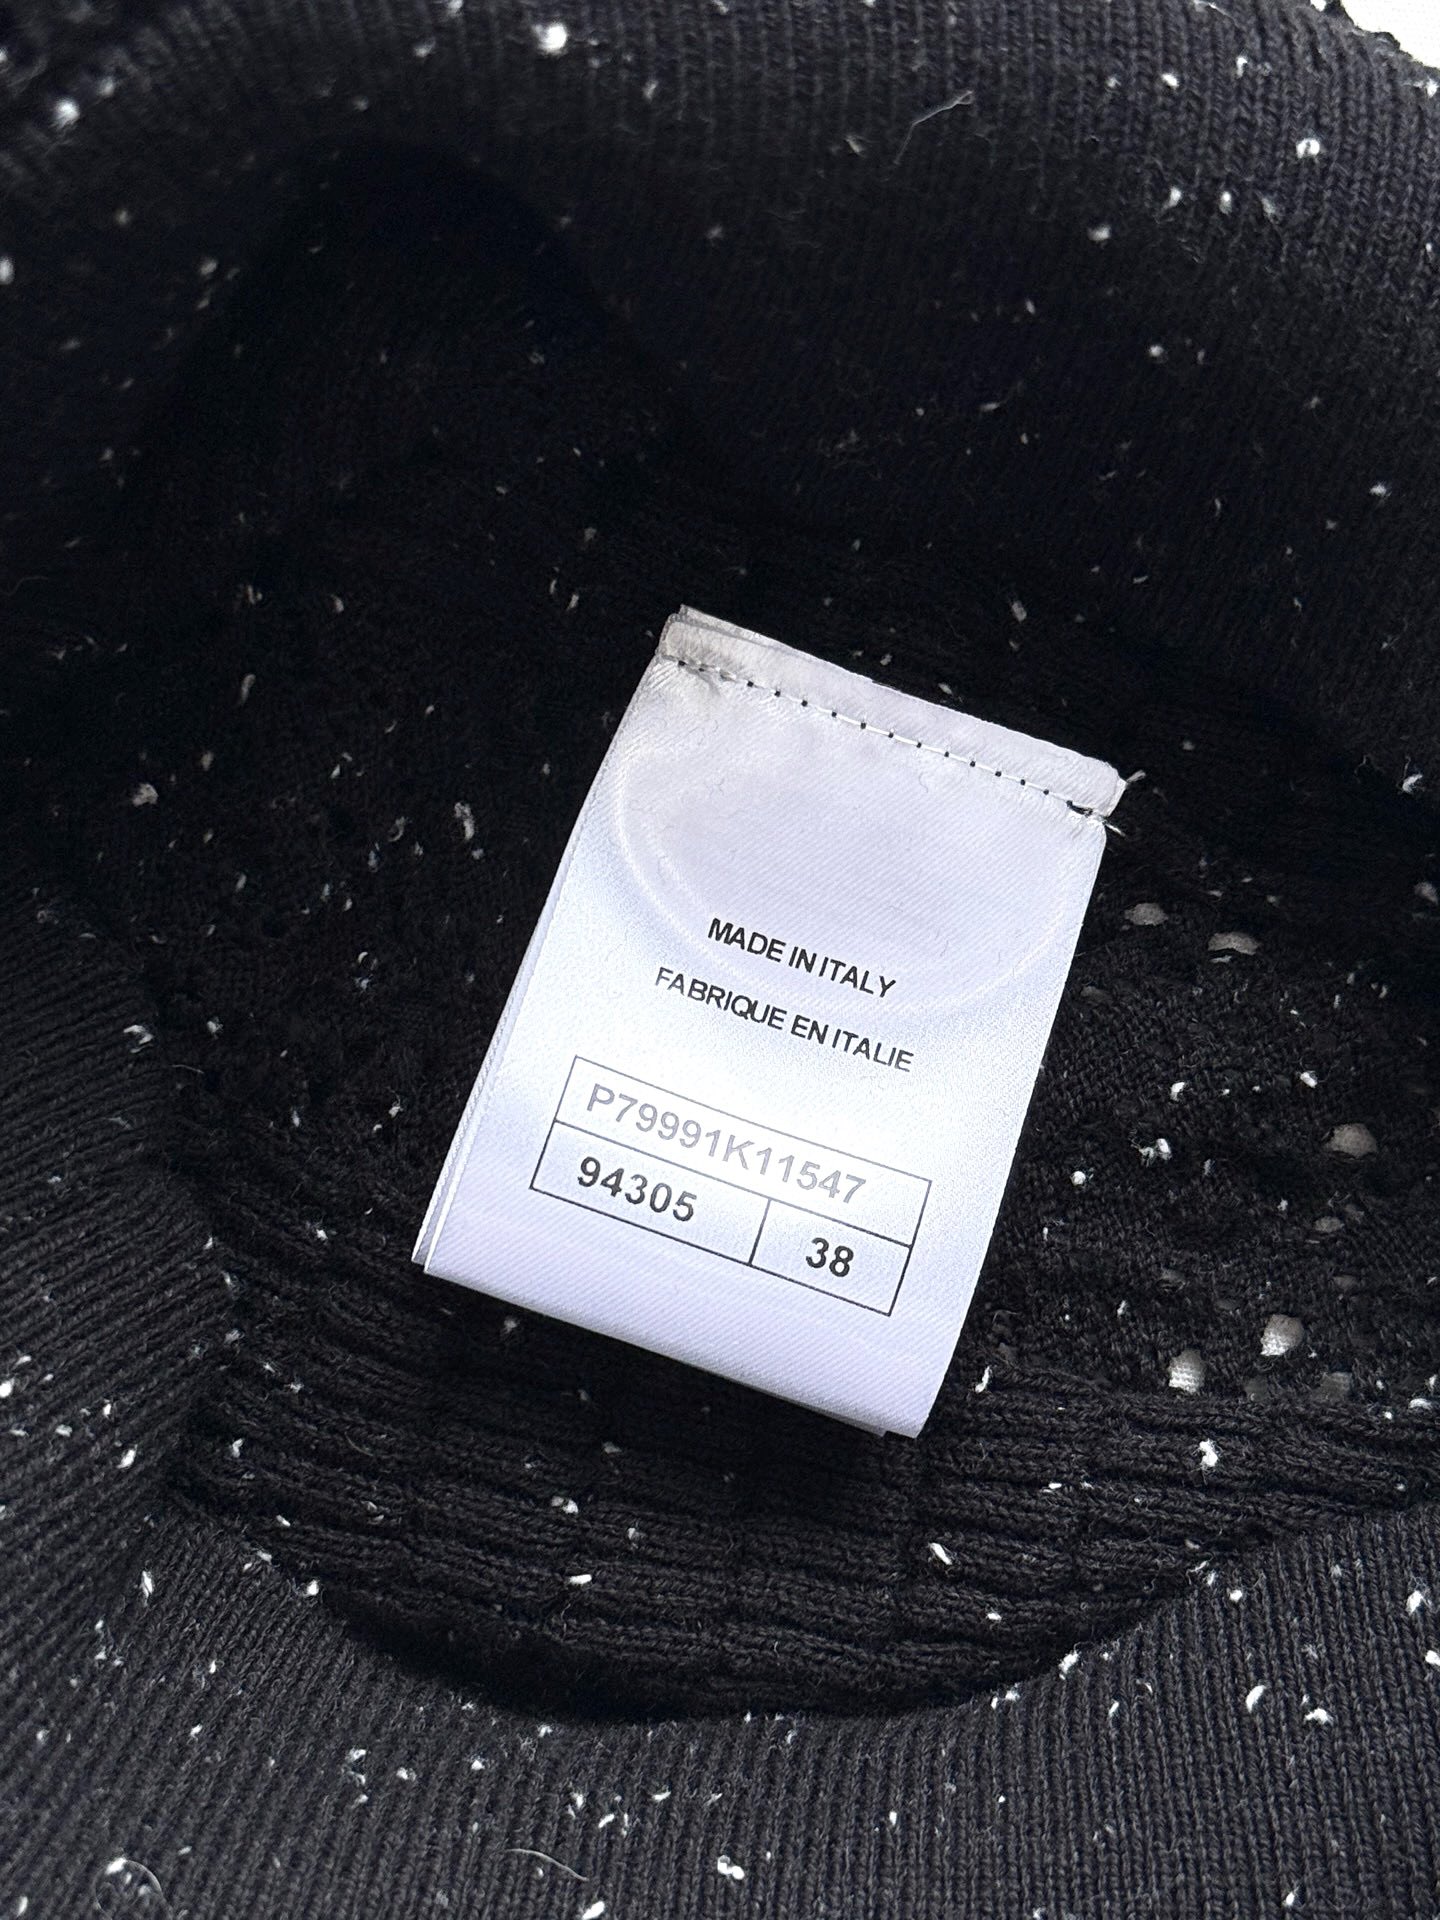 MADE IN ITALY
FABRIQUE EN ITALIE
P79991K11547
94305 38